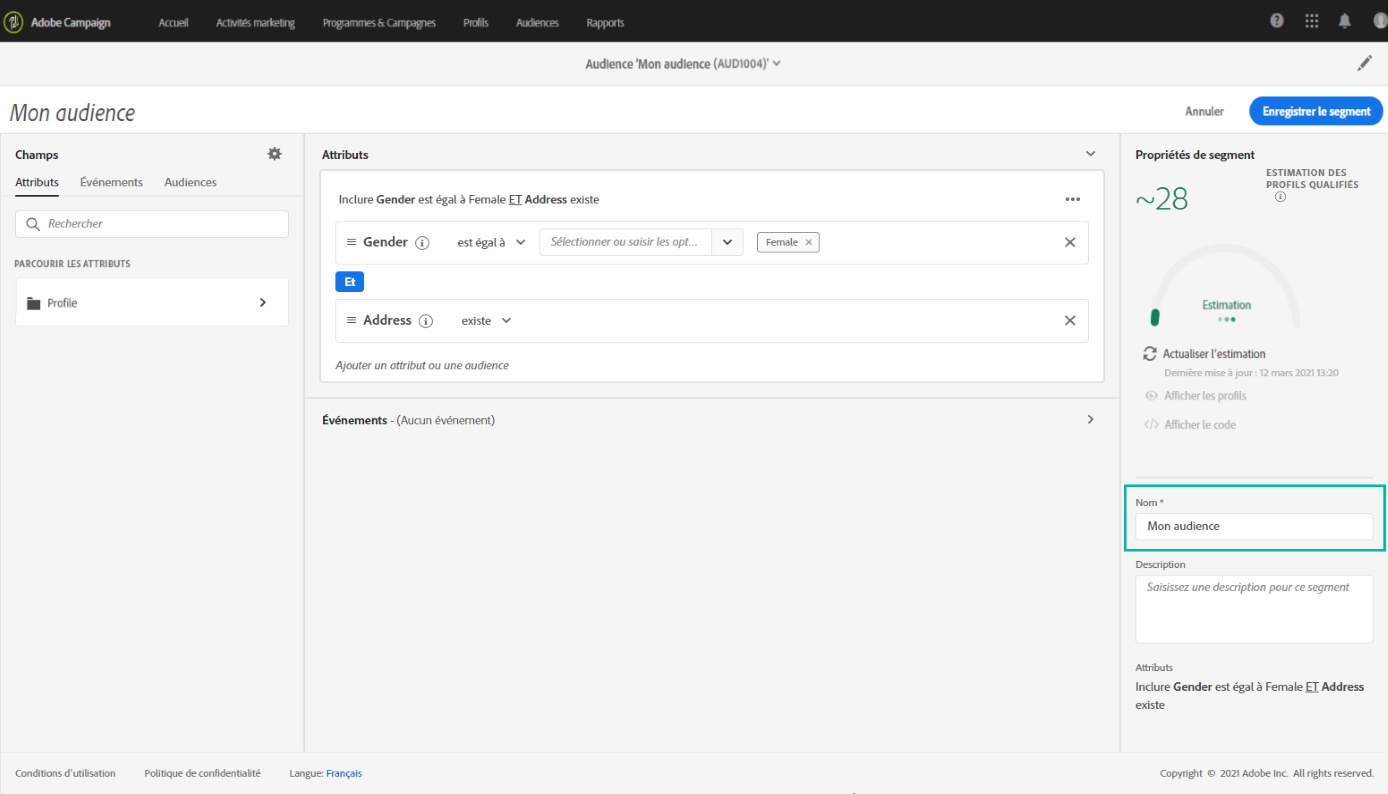 Adobe Campaign Accueil Activités marketing Programmes & Campagnes Profils Audiences Rapports
Audience 'Mon audience (AUD1004)'
Mon audience
Annuler Enregistrer le segment
Champs
Attributs Événements Audiences
Rechercher
PARCOURIR LES ATTRIBUTS
Profile
Attributs
Inclure Gender est égal à Female ET Address existe
Gender est égal à Sélectionner ou saisir les opt... Female
Et
Address existe
Ajouter un attribut ou une audience
Événements - (Aucun événement)
Propriétés de segment
~28
ESTIMATION DES
PROFILS QUALIFIÉS
Estimation
Actualiser l'estimation
Dernière mise à jour : 12 mars 2021 13:20
Afficher les profils
Afficher le code
Nom *
Mon audience
Description
Saisissez une description pour ce segment
Attributs
Inclure Gender est égal à Female ET Address
existe
Conditions d'utilisation Politique de confidentialité Langue: Français
Copyright © 2021 Adobe Inc. All rights reserved.